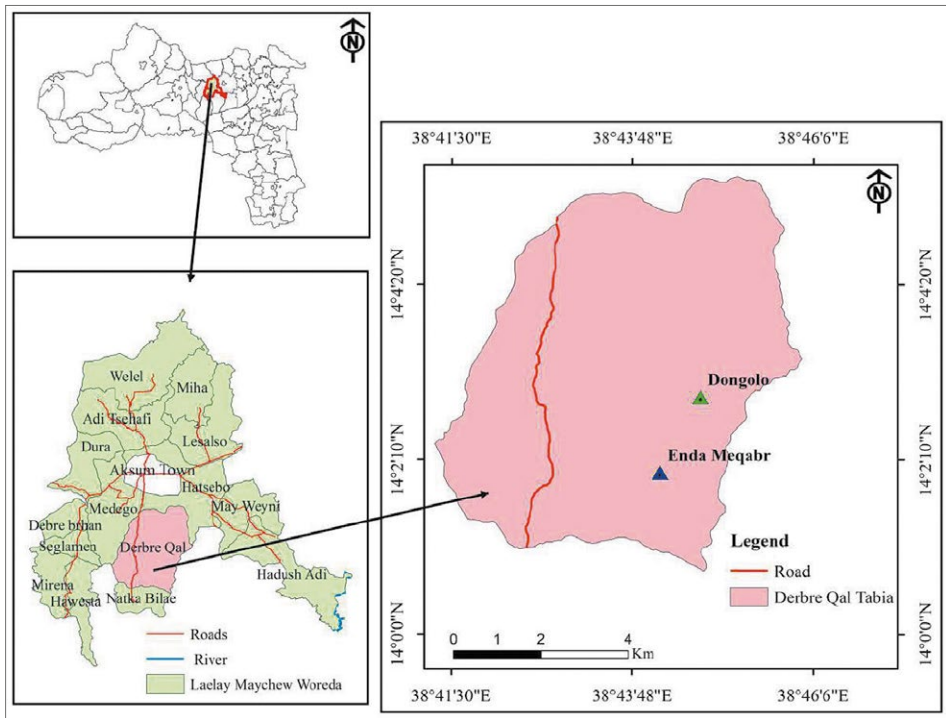 N
Welel
Miha
Adi Tsehafi
Lesalso
Dura
Aksum Town
Hatsebo
Medego
May Weyni
Debre brhan
Seglamen
Derbre Qal
Hadush Adi
Mirena
Hawesta
Natka Bilae
Roads
River
Laelay Maychew Woreda
38°41'30"E 38°43'48"E 38°46'6"E
N
14°4'20"N 14°4'20"N
Dongolo
14°2'10"N 14°2'10"N
Enda Meqabr
Legend
Road
Derbre Qal Tabia
14°0'0"N 14°0'0"N
0 1 2 4
Km
38°41'30"E 38°43'48"E 38°46'6"E